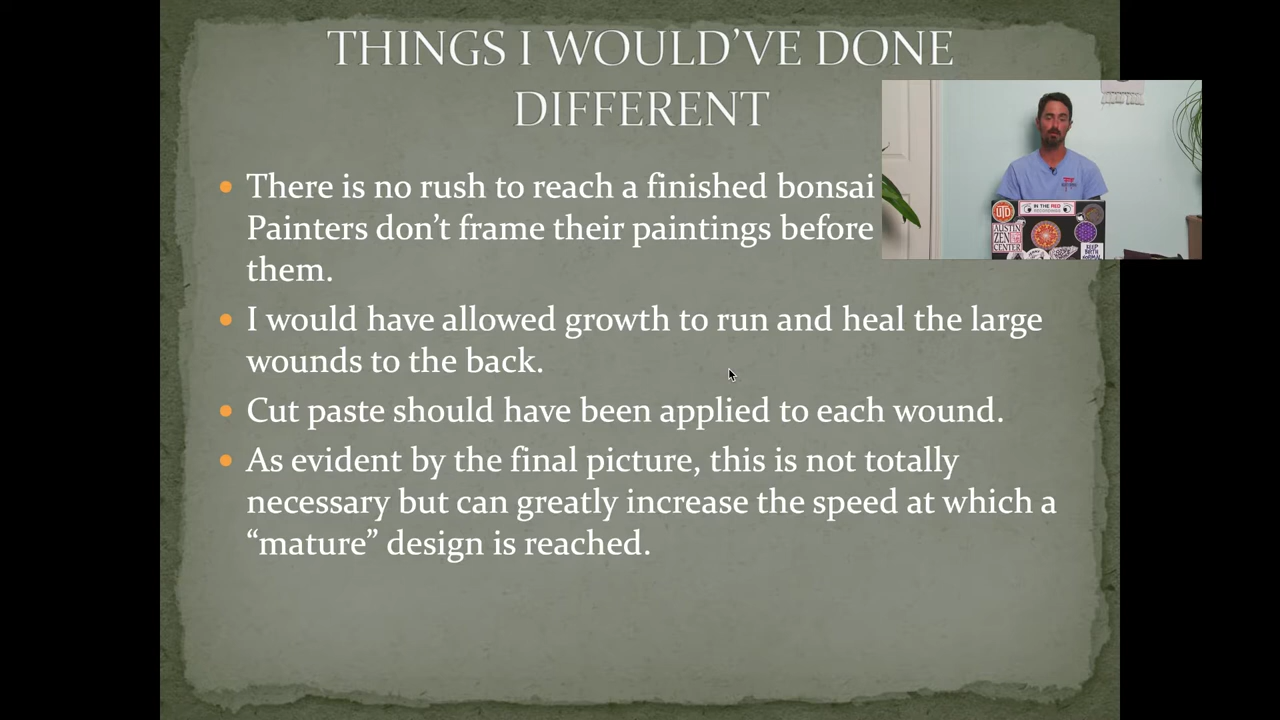 THINGS I WOULD’VE DONE
DIFFERENT
There is no rush to reach a finished bonsai
Painters don’t frame their paintings before
them.
I would have allowed growth to run and heal the large
wounds to the back.
Cut paste should have been applied to each wound.
As evident by the final picture, this is not totally
necessary but can greatly increase the speed at which a
“mature” design is reached.
IN THE RED
UTD
AUSTIN
ZEN
CENTER
KEEP